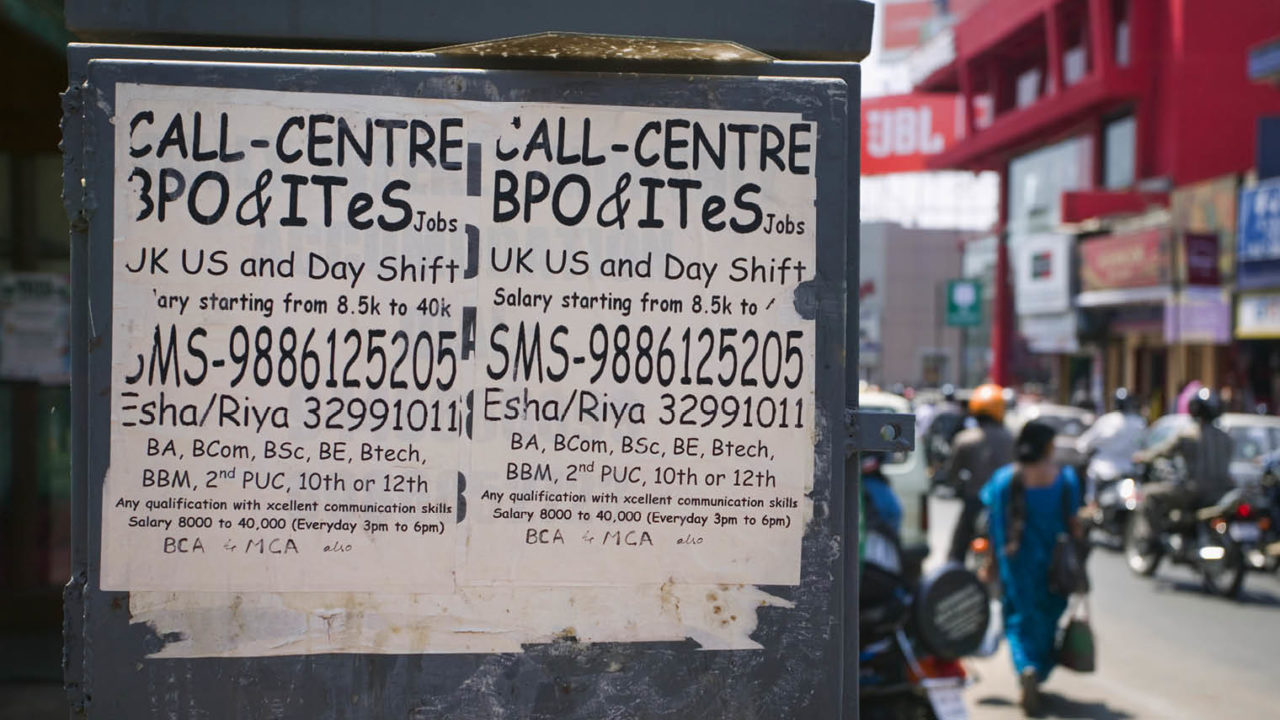 CALL-CENTRE
BPO & ITeS Jobs
UK US and Day Shift
ary starting from 8.5k to 40k
SMS-9886125205
Esha/Riya 32991011
BA, BCom, BSc, BE, Btech,
BBM, 2nd PUC, 10th or 12th
Any qualification with xcellent communication skills
Salary 8000 to 40,000 (Everyday 3pm to 6pm)
BCA & MCA also
CALL-CENTRE
BPO & ITeS Jobs
UK US and Day Shift
Salary starting from 8.5k to
SMS-9886125205
Esha/Riya 32991011
BA, BCom, BSc, BE, Btech,
BBM, 2nd PUC, 10th or 12th
Any qualification with xcellent communication skills
Salary 8000 to 40,000 (Everyday 3pm to 6pm)
BCA & MCA also
JBL